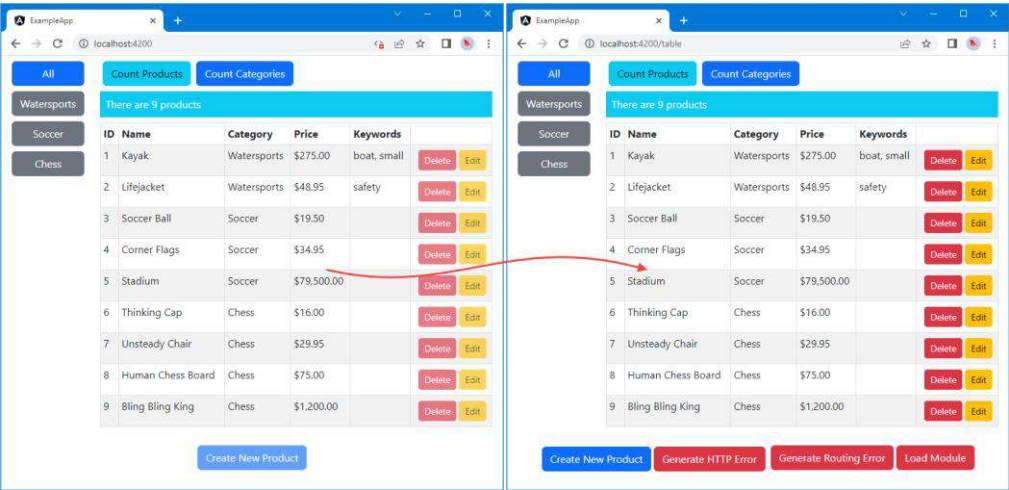 ExampleApp
localhost:4200
All
Count Products Count Categories
Watersports
There are 9 products
Soccer
Chess
ID Name Category Price Keywords
1 Kayak Watersports $275.00 boat, small Delete Edit
2 Lifejacket Watersports $48.95 safety Delete Edit
3 Soccer Ball Soccer $19.50 Delete Edit
4 Corner Flags Soccer $34.95 Delete Edit
5 Stadium Soccer $79,500.00 Delete Edit
6 Thinking Cap Chess $16.00 Delete Edit
7 Unsteady Chair Chess $29.95 Delete Edit
8 Human Chess Board Chess $75.00 Delete Edit
9 Bling Bling King Chess $1,200.00 Delete Edit
Create New Product
ExampleApp
localhost:4200/table
All
Count Products Count Categories
Watersports
There are 9 products
Soccer
Chess
ID Name Category Price Keywords
1 Kayak Watersports $275.00 boat, small Delete Edit
2 Lifejacket Watersports $48.95 safety Delete Edit
3 Soccer Ball Soccer $19.50 Delete Edit
4 Corner Flags Soccer $34.95 Delete Edit
5 Stadium Soccer $79,500.00 Delete Edit
6 Thinking Cap Chess $16.00 Delete Edit
7 Unsteady Chair Chess $29.95 Delete Edit
8 Human Chess Board Chess $75.00 Delete Edit
9 Bling Bling King Chess $1,200.00 Delete Edit
Create New Product Generate HTTP Error Generate Routing Error Load Module